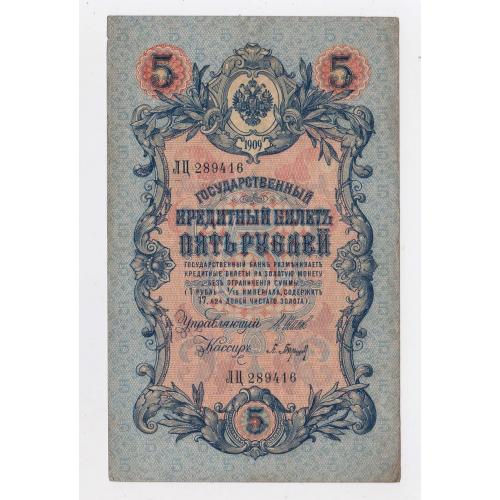 5 5
1909
ЛЦ 289416
ГОСУДАРСТВЕННЫЙ
КРЕДИТНЫЙ БИЛЕТЪ
ПЯТЬ РУБЛЕЙ
ГОСУДАРСТВЕННЫЙ БАНКЪ РАЗМѢНИВАЕТЪ
КРЕДИТНЫЕ БИЛЕТЫ НА ЗОЛОТУЮ МОНЕТУ
БЕЗЪ ОГРАНИЧЕНІЯ СУММЫ
(1 РУБЛЬ = 1/15 ИМПЕРІАЛА, СОДЕРЖИТЪ
17,424 ДОЛЕЙ ЧИСТАГО ЗОЛОТА).
Управляющій
Кассиръ
ЛЦ 289416
5